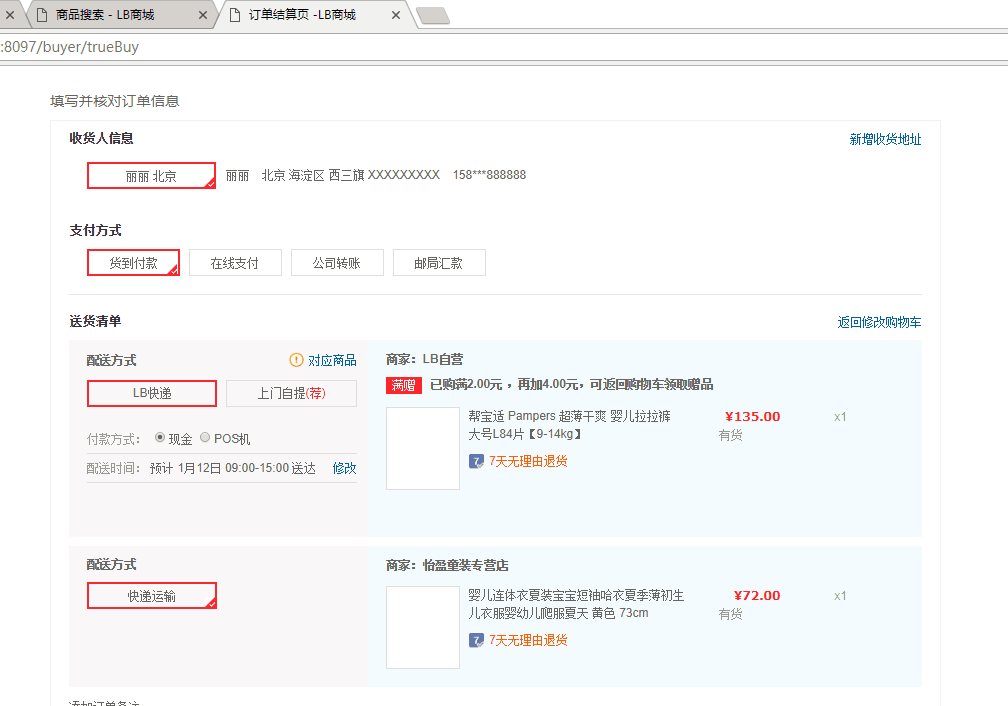 商品搜索 - LB商城
订单结算页 -LB商城
:8097/buyer/trueBuy
填写并核对订单信息
收货人信息 新增收货地址
丽丽 北京 丽丽 北京 海淀区 西三旗 XXXXXXXXX 158***888888
支付方式
货到付款 在线支付 公司转账 邮局汇款
送货清单 返回修改购物车
配送方式 对应商品
LB快递 上门自提(荐)
付款方式： 现金 POS机
配送时间： 预计 1月12日 09:00-15:00 送达 修改
商家：LB自营
满赠 已购满2.00元 ，再加4.00元，可返回购物车领取赠品
帮宝适 Pampers 超薄干爽 婴儿拉拉裤 ¥135.00 x1
大号L84片【9-14kg】 有货
7 7天无理由退货
配送方式
快递运输
商家：怡盈童装专营店
婴儿连体衣夏装宝宝短袖哈衣夏季薄初生 ¥72.00 x1
儿衣服婴幼儿爬服夏天 黄色 73cm 有货
7 7天无理由退货
添加订单备注